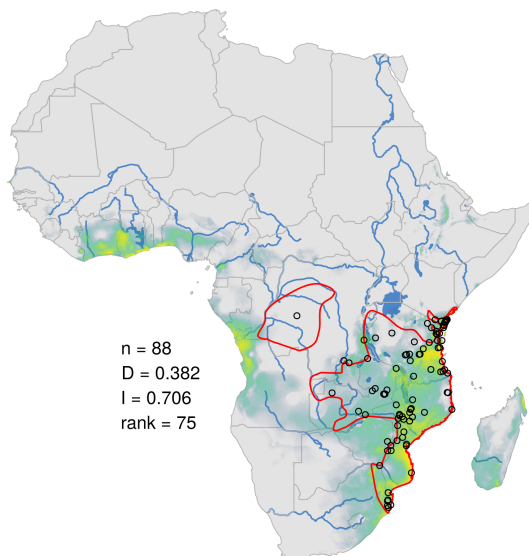 n = 88
D = 0.382
I = 0.706
rank = 75